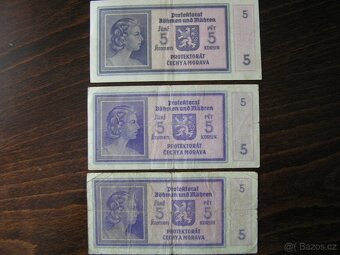 Protektorat
Böhmen und Mähren
Fünf PĚT 5
5 5
Kronen KORUN
PROTEKTORÁT
ČECHY A MORAVA 5
Protektorat
Böhmen und Mähren
Fünf PĚT 5
5 5
Kronen KORUN
PROTEKTORÁT
ČECHY A MORAVA 5
Protektorat
Böhmen und Mähren
Fünf PĚT 5
5 5
Kronen KORUN
PROTEKTORÁT
ČECHY A MORAVA 5
sbazar.cz